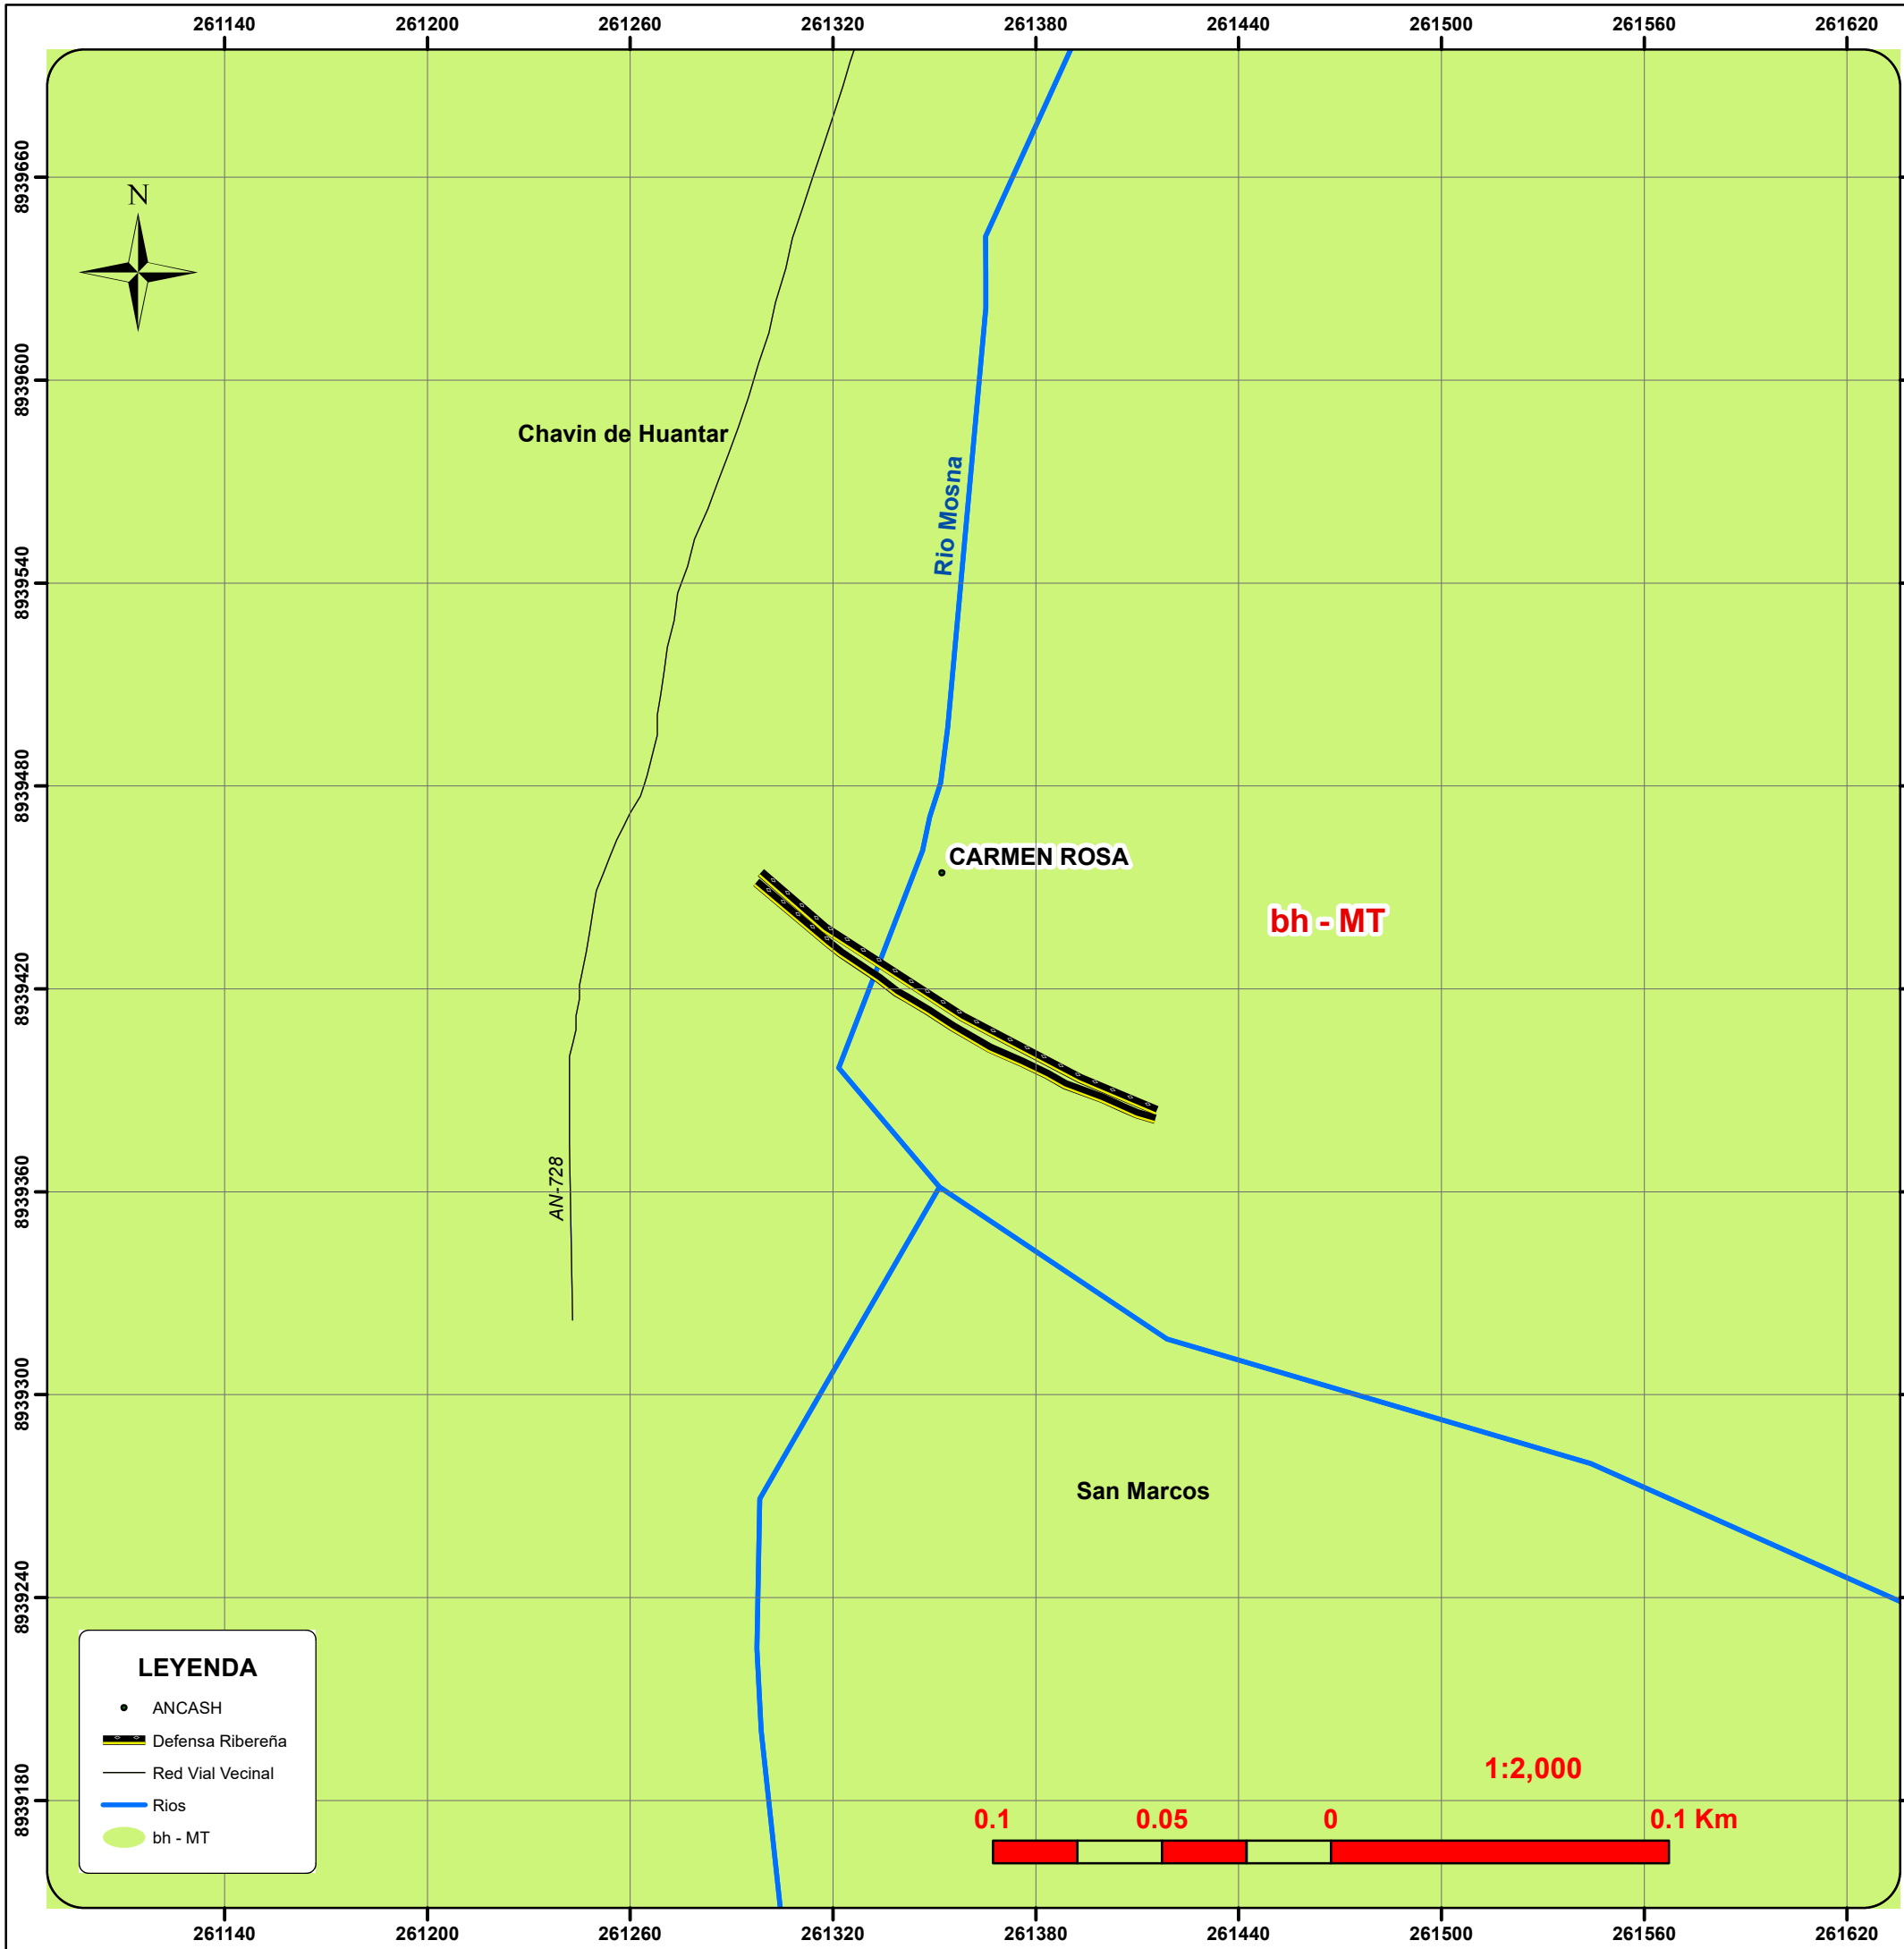 261140 261200 261260 261320 261380 261440 261500 261560 261620
8939660
8939600
8939540
8939480
8939420
8939360
8939300
8939240
8939180
N
Chavin de Huantar
Rio Mosna
CARMEN ROSA
bh - MT
AN-728
San Marcos
LEYENDA
ANCASH
Defensa Ribereña
Red Vial Vecinal
Rios
bh - MT
1:2,000
0.1 0.05 0 0.1 Km
261140 261200 261260 261320 261380 261440 261500 261560 261620